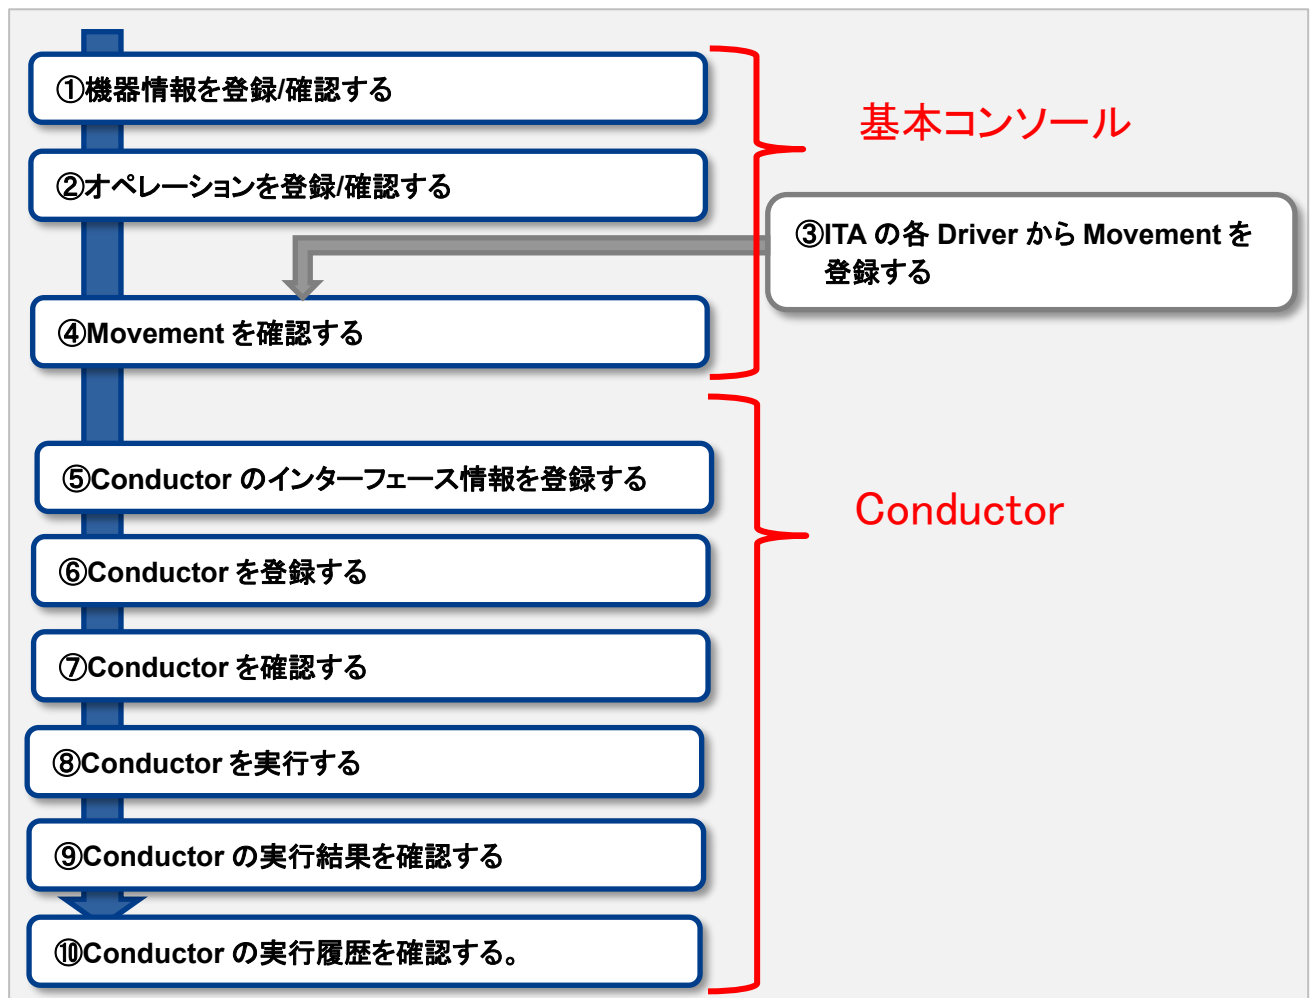 ①機器情報を登録/確認する
基本コンソール
②オペレーションを登録/確認する
③ITA の各 Driver から Movement を
登録する
④Movement を確認する
⑤Conductor のインターフェース情報を登録する
Conductor
⑥Conductor を登録する
⑦Conductor を確認する
⑧Conductor を実行する
⑨Conductor の実行結果を確認する
⑩Conductor の実行履歴を確認する。